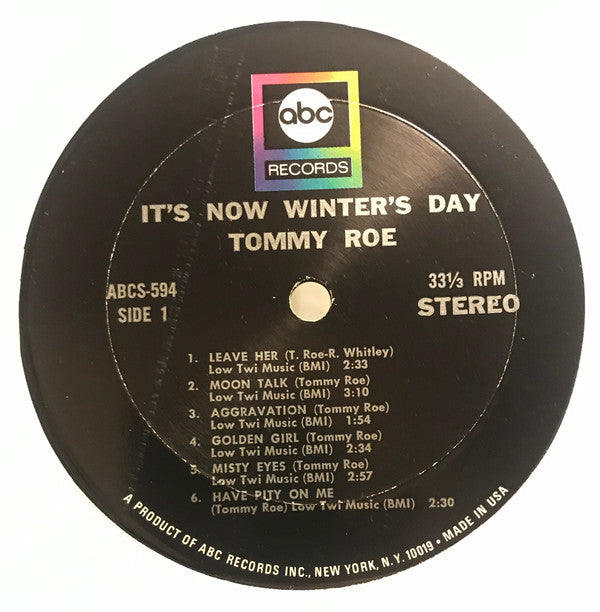 abc
RECORDS
IT'S NOW WINTER'S DAY
TOMMY ROE
ABCS-594
SIDE 1
33⅓ RPM
STEREO
1. LEAVE HER (T. Roe-R. Whitley)
Low Twi Music (BMI) 2:33
2. MOON TALK (Tommy Roe)
Low Twi Music (BMI) 3:10
3. AGGRAVATION (Tommy Roe)
Low Twi Music (BMI) 1:54
4. GOLDEN GIRL (Tommy Roe)
Low Twi Music (BMI) 2:34
5. MISTY EYES (Tommy Roe)
Low Twi Music (BMI) 2:57
6. HAVE PITY ON ME
(Tommy Roe) Low Twi Music (BMI) 2:30
A PRODUCT OF ABC RECORDS INC., NEW YORK, N.Y. 10019 • MADE IN USA